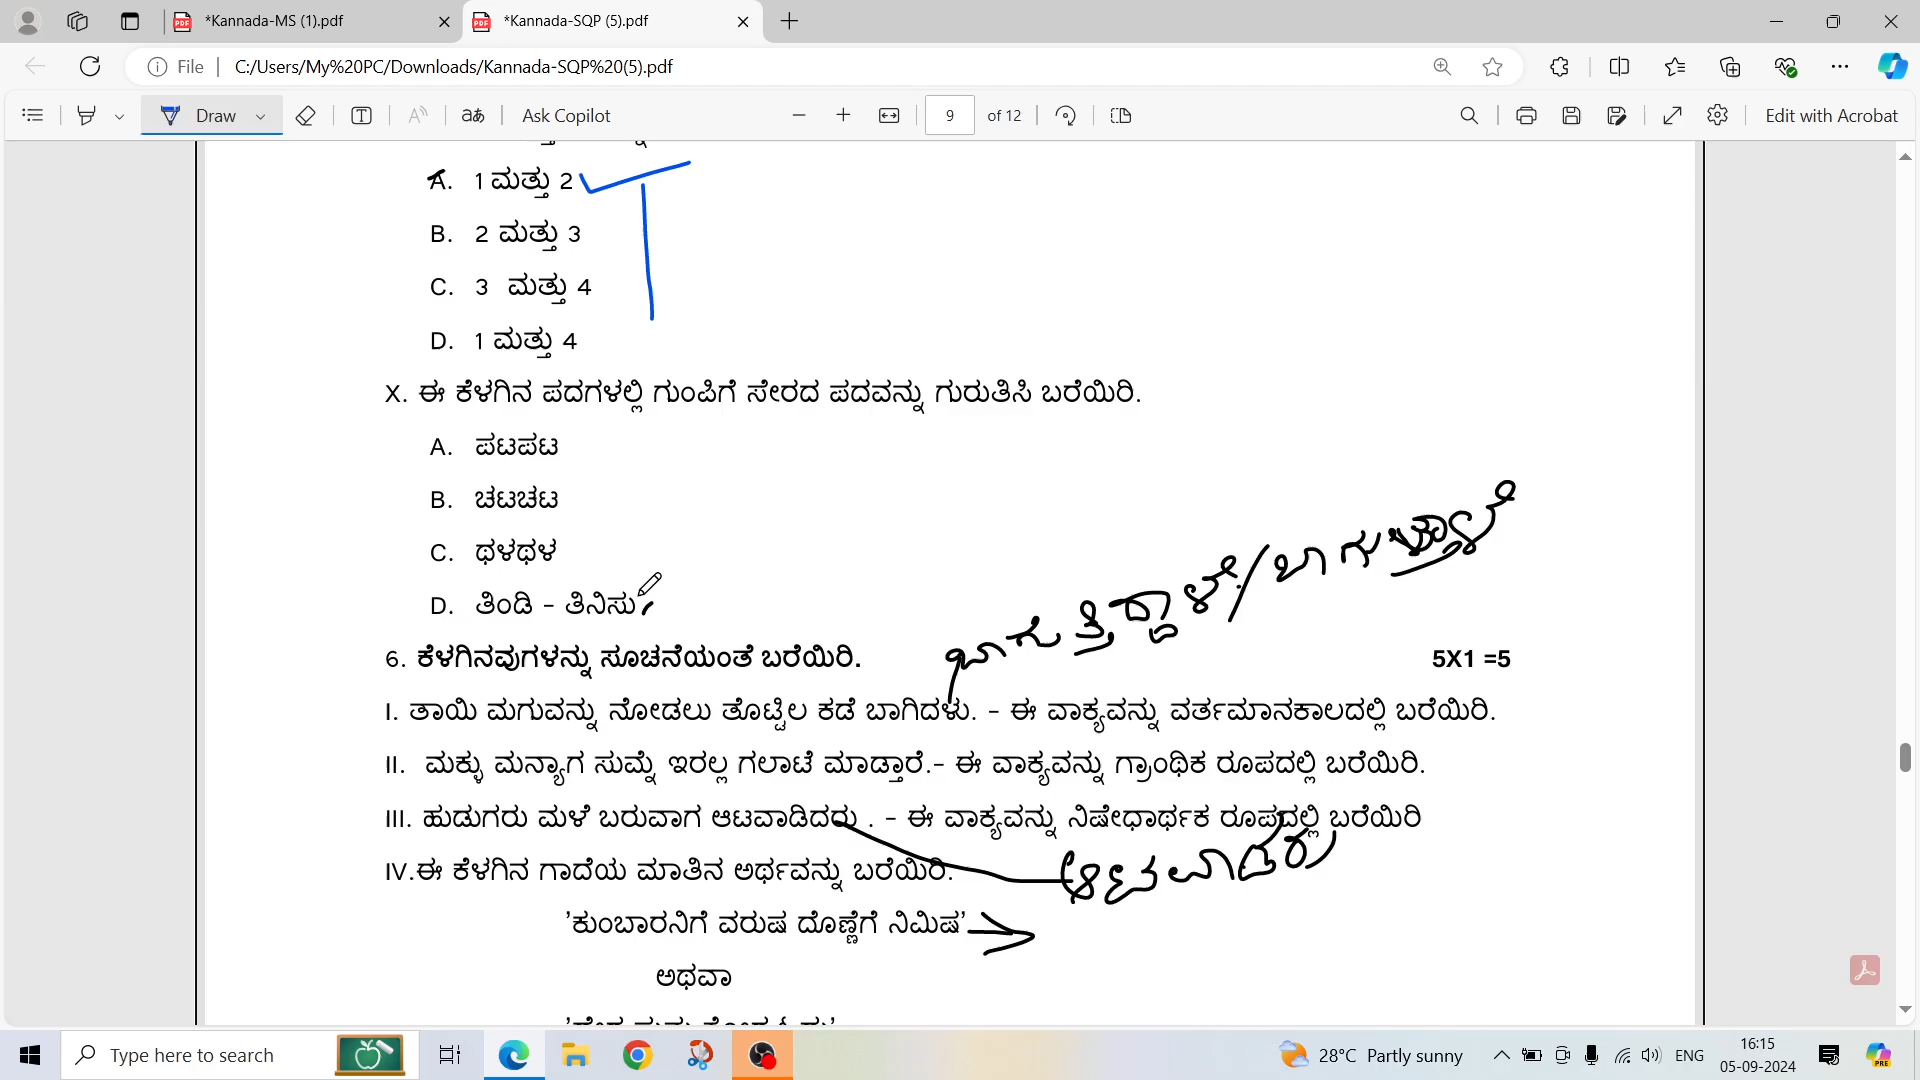 *Kannada-MS (1).pdf
*Kannada-SQP (5).pdf
File
C:/Users/My%20PC/Downloads/Kannada-SQP%20(5).pdf
Draw
Ask Copilot
9 of 12
Edit with Acrobat
A. 1 ಮತ್ತು 2
B. 2 ಮತ್ತು 3
C. 3 ಮತ್ತು 4
D. 1 ಮತ್ತು 4
X. ಈ ಕೆಳಗಿನ ಪದಗಳಲ್ಲಿ ಗುಂಪಿಗೆ ಸೇರದ ಪದವನ್ನು ಗುರುತಿಸಿ ಬರೆಯಿರಿ.
A. ಪಟಪಟ
B. ಚಟಚಟ
C. ಥಳಥಳ
D. ತಿಂಡಿ - ತಿನಿಸು
ಬಾಗುತ್ತಿದ್ದಾಳೆ/ಬಾಗುತ್ತಾಳೆ
6. ಕೆಳಗಿನವುಗಳನ್ನು ಸೂಚನೆಯಂತೆ ಬರೆಯಿರಿ. 5X1 =5
I. ತಾಯಿ ಮಗುವನ್ನು ನೋಡಲು ತೊಟ್ಟಿಲ ಕಡೆ ಬಾಗಿದಳು. - ಈ ವಾಕ್ಯವನ್ನು ವರ್ತಮಾನಕಾಲದಲ್ಲಿ ಬರೆಯಿರಿ.
II. ಮಕ್ಳು ಮನ್ಯಾಗ ಸುಮ್ನೆ ಇರಲ್ಲ ಗಲಾಟೆ ಮಾಡ್ತಾರೆ.- ಈ ವಾಕ್ಯವನ್ನು ಗ್ರಾಂಥಿಕ ರೂಪದಲ್ಲಿ ಬರೆಯಿರಿ.
III. ಹುಡುಗರು ಮಳೆ ಬರುವಾಗ ಆಟವಾಡಿದರು . - ಈ ವಾಕ್ಯವನ್ನು ನಿಷೇಧಾರ್ಥಕ ರೂಪದಲ್ಲಿ ಬರೆಯಿರಿ
IV.ಈ ಕೆಳಗಿನ ಗಾದೆಯ ಮಾತಿನ ಅರ್ಥವನ್ನು ಬರೆಯಿರಿ.
ಆಟವಾಡರು
'ಕುಂಬಾರನಿಗೆ ವರುಷ ದೊಣ್ಣೆಗೆ ನಿಮಿಷ'
ಅಥವಾ
Type here to search
28°C Partly sunny
ENG
16:15
05-09-2024